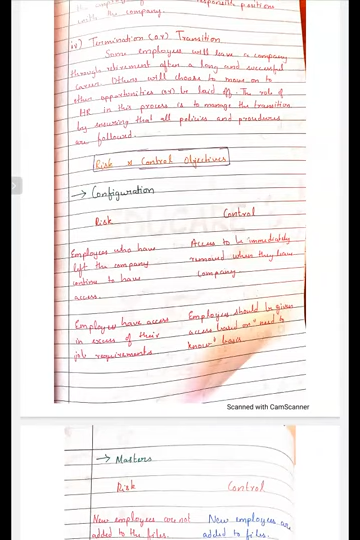 responsible position
with the company.
iv) Termination (or) Transition
Some employees will leave a company
through retirement after a long and successful
career. Others will choose to move on to
other opportunities (or) be laid off. The role of
HR in this process is to manage the transition
by ensuring that all policies and procedures
are followed.
Risk & Control Objectives
→ Configuration
Risk Control
Employees who have
left the company
continue to have
access.
Access to be immediately
removed when they leave
company
Employees have access
in excess of their
job requirements
Employees should be given
access based on "need to
know" basis.
Scanned with CamScanner
→ Masters
Risk Control
New employees are not
added to the files.
New employees are
added to files.